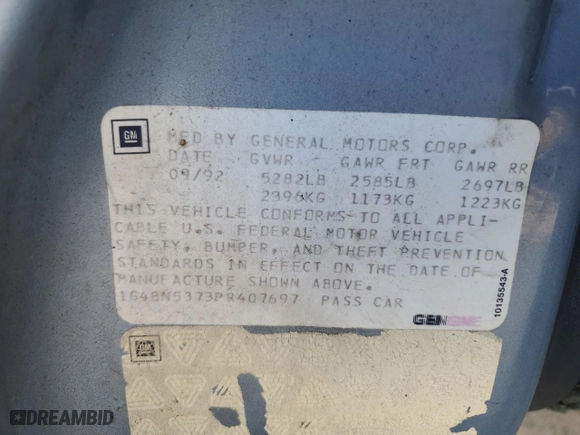 GM
MFD BY GENERAL MOTORS CORP.
DATE GVWR GAWR FRT GAWR RR
09/92 5282LB 2585LB 2697LB
2396KG 1173KG 1223KG
THIS VEHICLE CONFORMS TO ALL APPLI-
CABLE U.S. FEDERAL MOTOR VEHICLE
SAFETY, BUMPER, AND THEFT PREVENTION
STANDARDS IN EFFECT ON THE DATE OF
MANUFACTURE SHOWN ABOVE.
1G4BN5373PR407697 PASS CAR
10135543-A
GM
DREAMBID